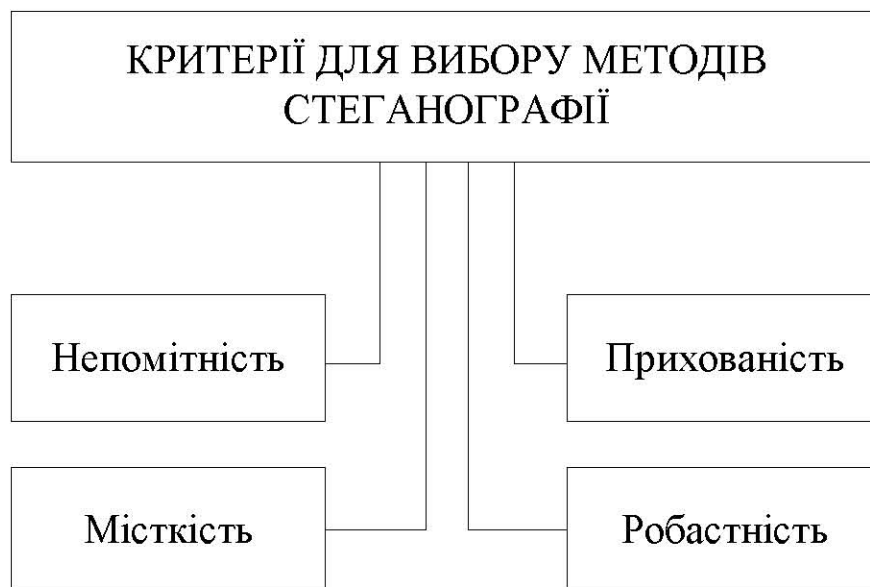 КРИТЕРІЇ ДЛЯ ВИБОРУ МЕТОДІВ
СТЕГАНОГРАФІЇ
Непомітність
Прихованість
Місткість
Робастність